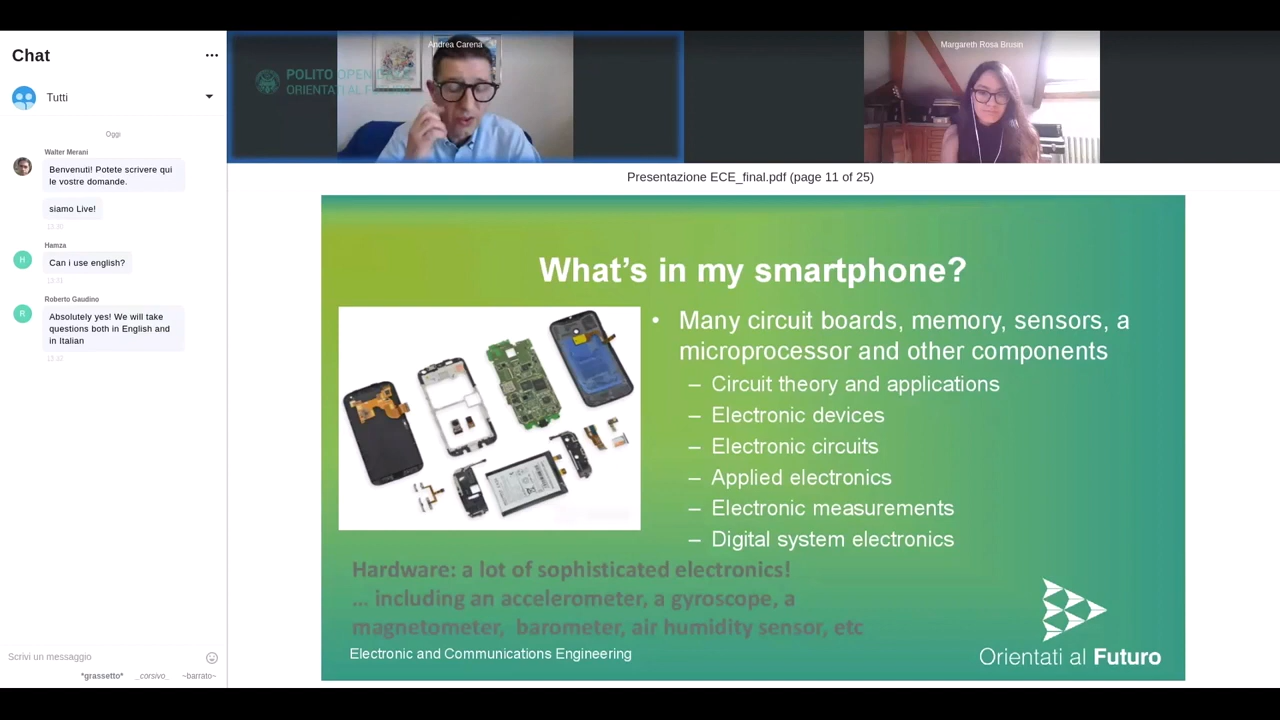 Chat
Tutti
Oggi
Walter Merani
Benvenuti! Potete scrivere qui
le vostre domande.
siamo Live!
Hamza
Can i use english?
Roberto Gaudino
Absolutely yes! We will take
questions both in English and
in Italian
Scrivi un messaggio
*grassetto* _corsivo_ ~barrato~
Andrea Carena
POLITO OPEN
ORIENTATI AL FUTURO
Margareth Rosa Brusin
Presentazione ECE_final.pdf (page 11 of 25)
What's in my smartphone?
• Many circuit boards, memory, sensors, a
microprocessor and other components
– Circuit theory and applications
– Electronic devices
– Electronic circuits
– Applied electronics
– Electronic measurements
– Digital system electronics
Hardware: a lot of sophisticated electronics!
... including an accelerometer, a gyroscope, a
magnetometer, barometer, air humidity sensor, etc
Electronic and Communications Engineering
Orientati al Futuro